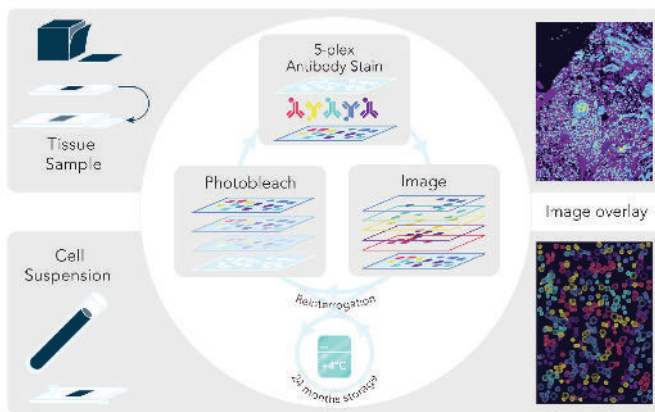 5-plex
Antibody Stain
Tissue
Sample
Photobleach
Image
Image overlay
Cell
Suspension
Reinterrogation
+4°C
24 months storage